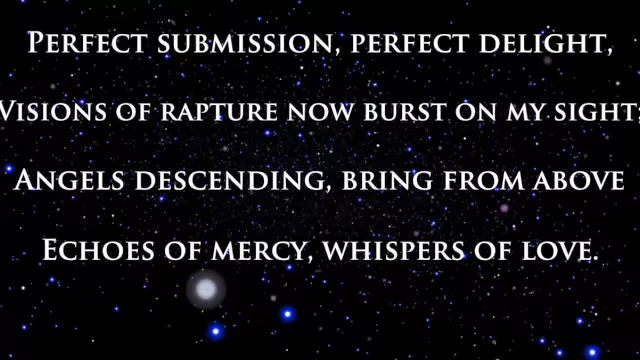 Perfect submission, perfect delight,
Visions of rapture now burst on my sight;
Angels descending, bring from above
Echoes of mercy, whispers of love.